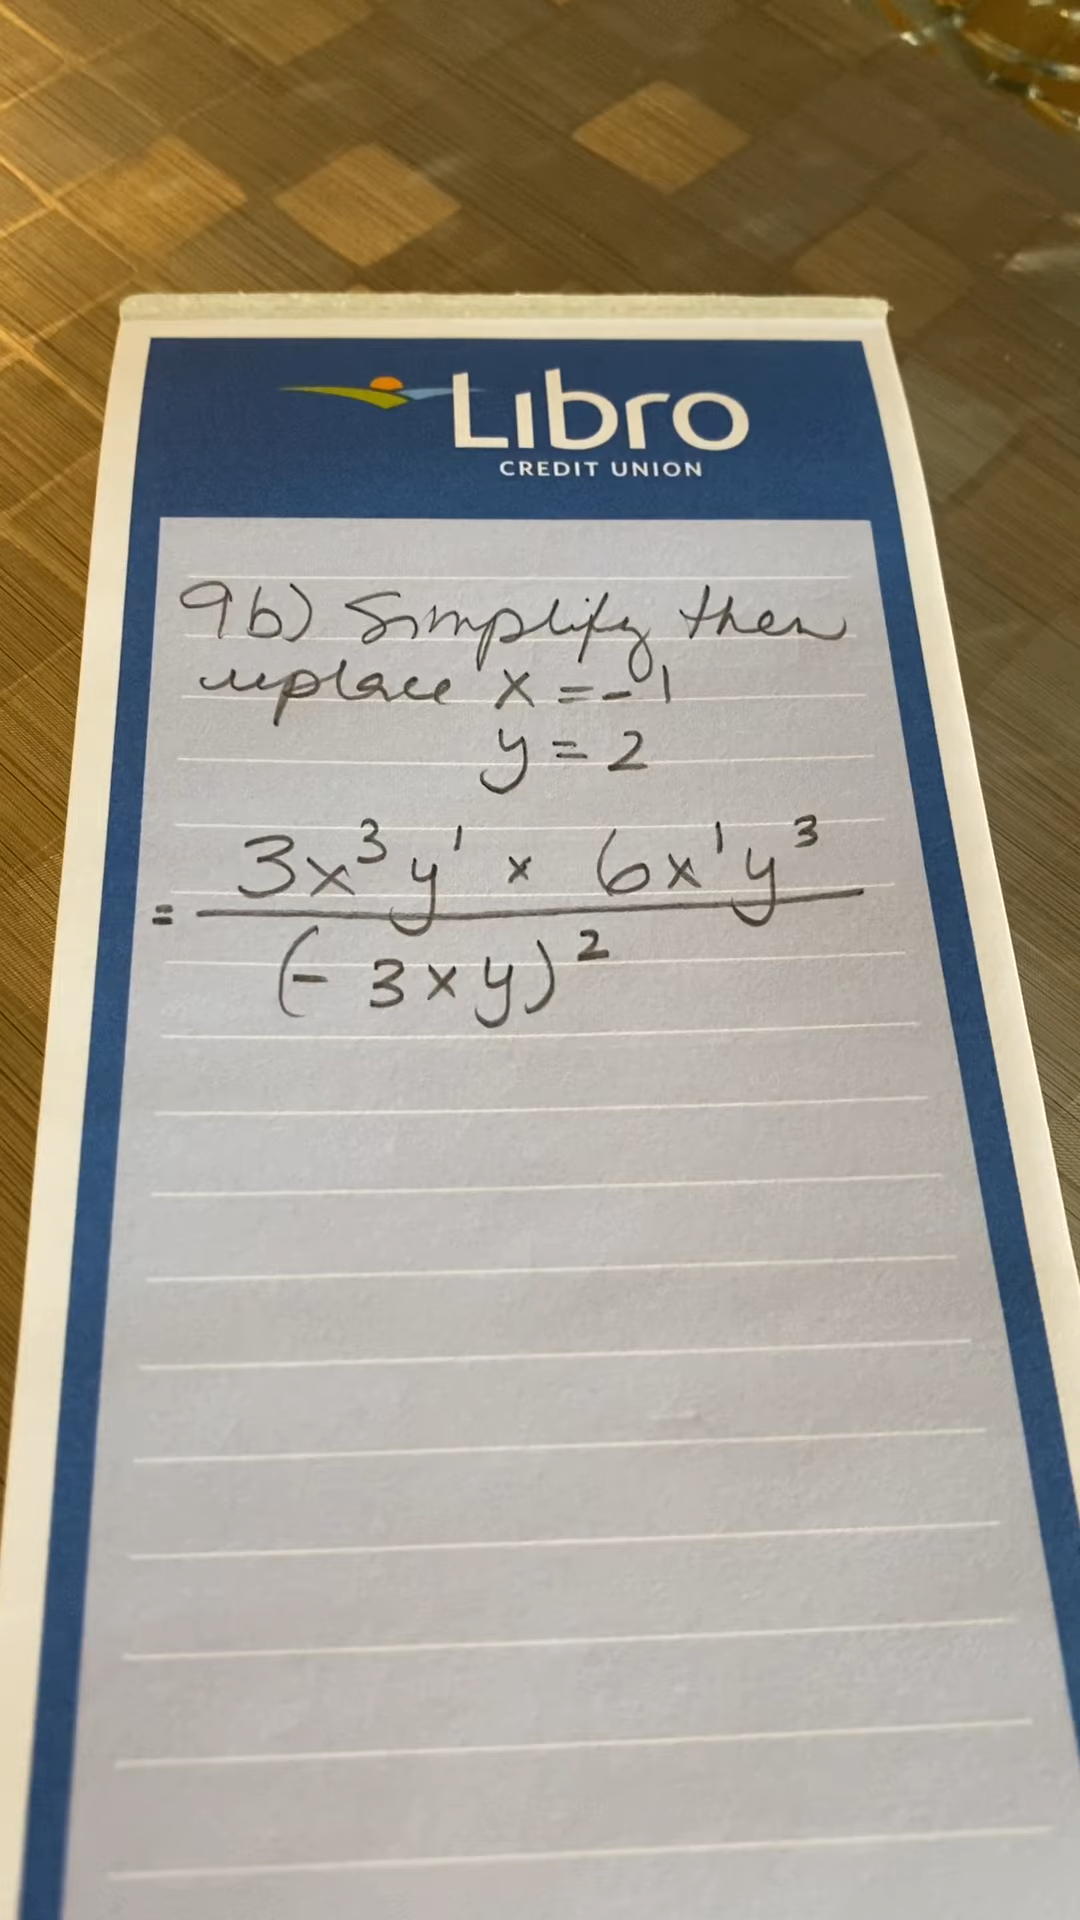 Libro
CREDIT UNION
9b) Simplify then
replace x = -1
y = 2
3x³y¹ × 6x¹y³
=
(- 3xy)²